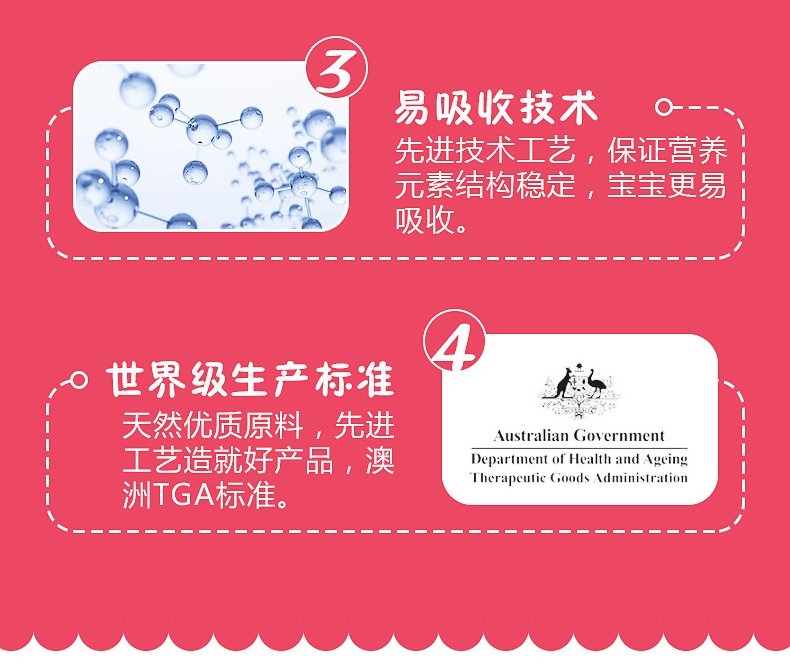 3
易吸收技术
先进技术工艺，保证营养
元素结构稳定，宝宝更易
吸收。
4
世界级生产标准
天然优质原料，先进
工艺造就好产品，澳
洲TGA标准。
Australian Government
Department of Health and Ageing
Therapeutic Goods Administration